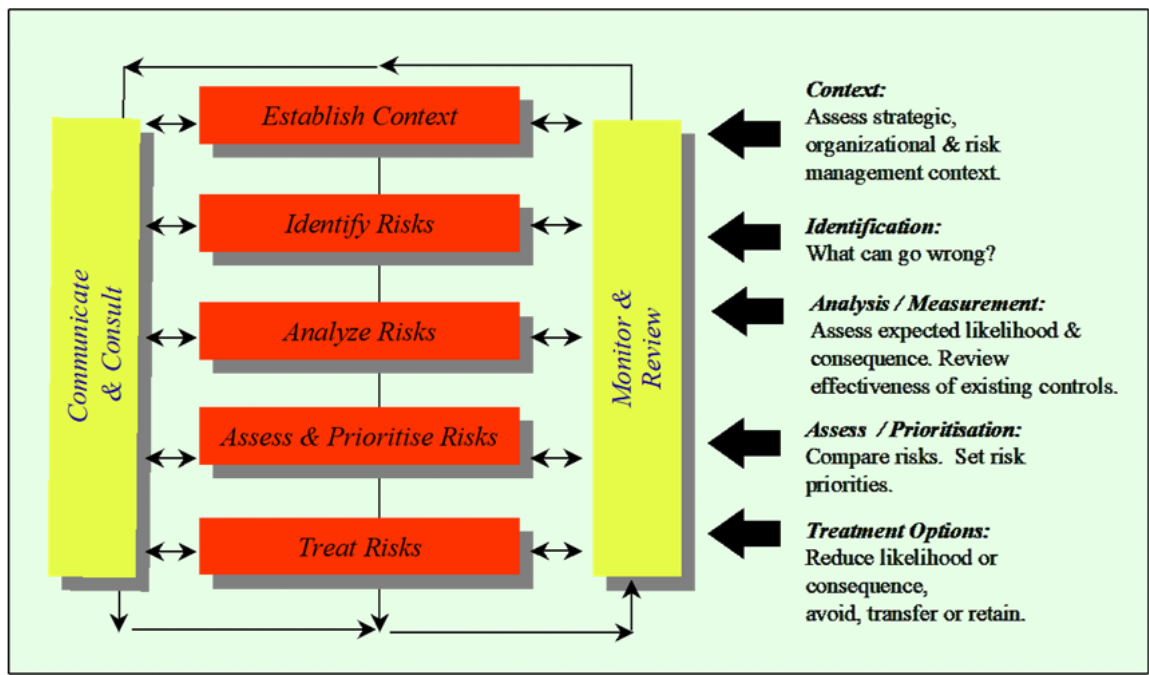 Establish Context
Identify Risks
Analyze Risks
Assess & Prioritise Risks
Treat Risks
Communicate
& Consult
Monitor &
Review
Context:
Assess strategic,
organizational & risk
management context.
Identification:
What can go wrong?
Analysis / Measurement:
Assess expected likelihood &
consequence. Review
effectiveness of existing controls.
Assess / Prioritisation:
Compare risks. Set risk
priorities.
Treatment Options:
Reduce likelihood or
consequence,
avoid, transfer or retain.